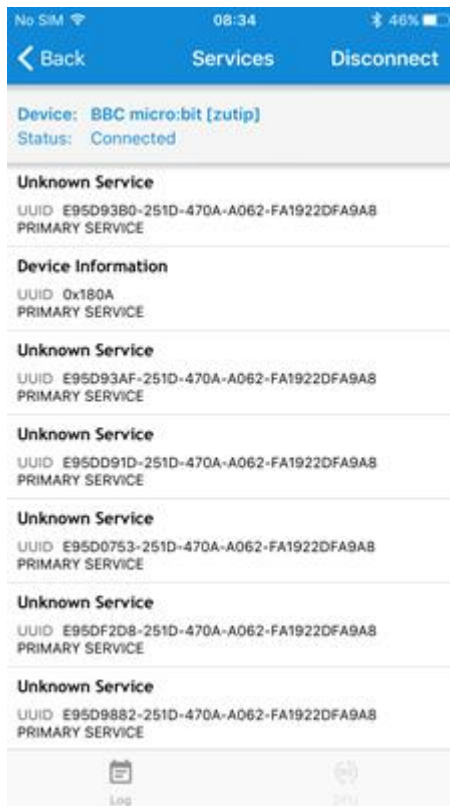 No SIM 08:34 46%
Back Services Disconnect
Device: BBC micro:bit [zutip]
Status: Connected
Unknown Service
UUID E95D93B0-251D-470A-A062-FA1922DFA9A8
PRIMARY SERVICE
Device Information
UUID 0x180A
PRIMARY SERVICE
Unknown Service
UUID E95D93AF-251D-470A-A062-FA1922DFA9A8
PRIMARY SERVICE
Unknown Service
UUID E95DD91D-251D-470A-A062-FA1922DFA9A8
PRIMARY SERVICE
Unknown Service
UUID E95D0753-251D-470A-A062-FA1922DFA9A8
PRIMARY SERVICE
Unknown Service
UUID E95DF2D8-251D-470A-A062-FA1922DFA9A8
PRIMARY SERVICE
Unknown Service
UUID E95D9882-251D-470A-A062-FA1922DFA9A8
PRIMARY SERVICE
Log